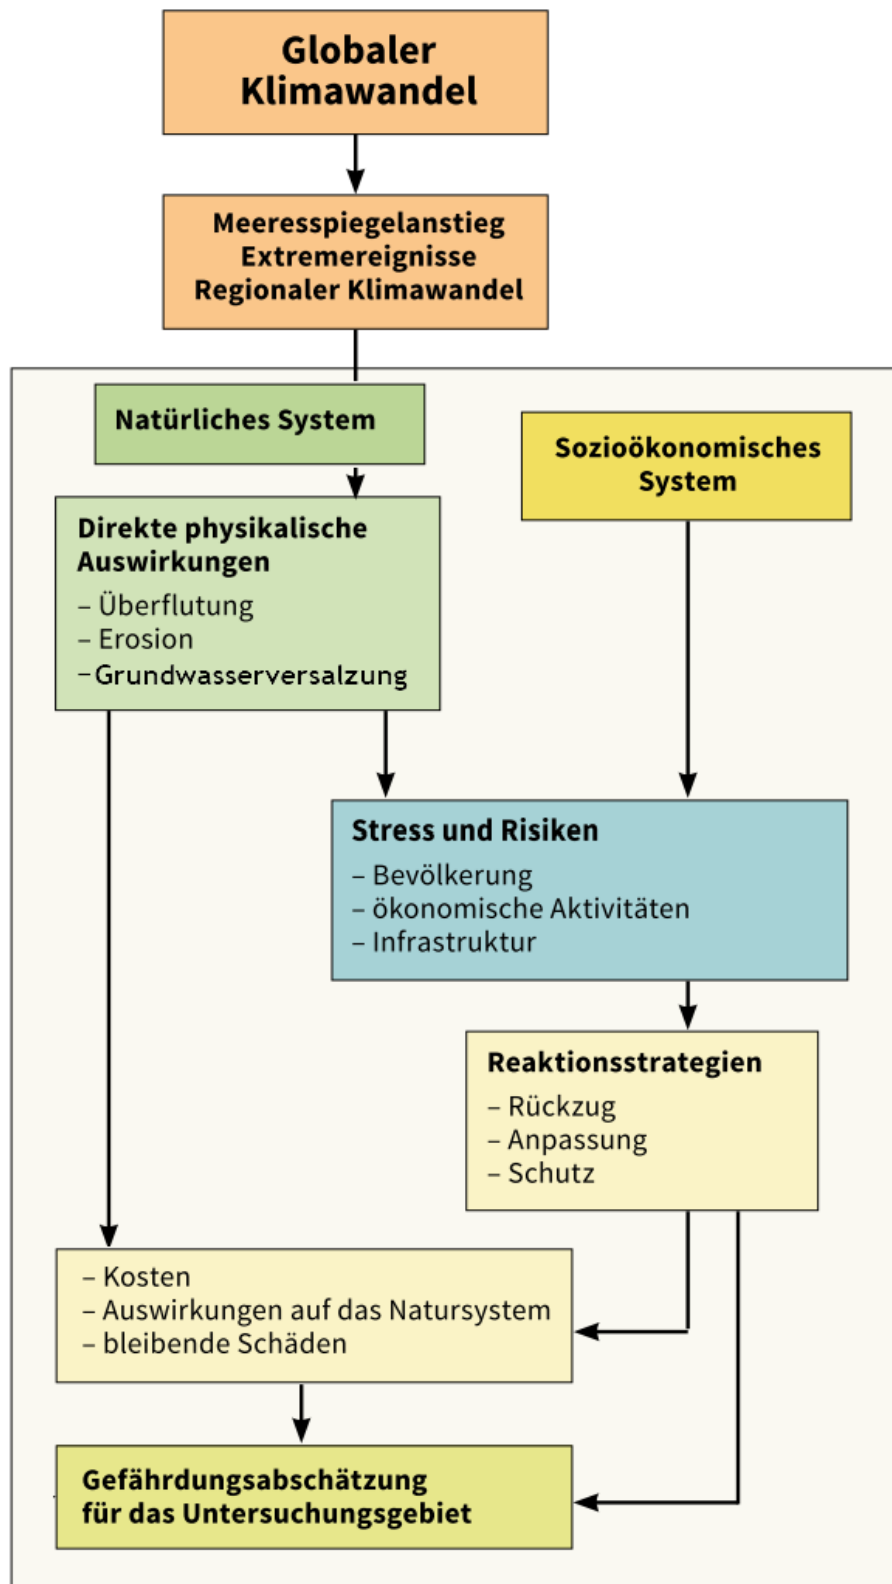 Globaler
Klimawandel
Meeresspiegelanstieg
Extremereignisse
Regionaler Klimawandel
Natürliches System
Sozioökonomisches
System
Direkte physikalische
Auswirkungen
– Überflutung
– Erosion
–Grundwasserversalzung
Stress und Risiken
– Bevölkerung
– ökonomische Aktivitäten
– Infrastruktur
Reaktionsstrategien
– Rückzug
– Anpassung
– Schutz
– Kosten
– Auswirkungen auf das Natursystem
– bleibende Schäden
Gefährdungsabschätzung
für das Untersuchungsgebiet